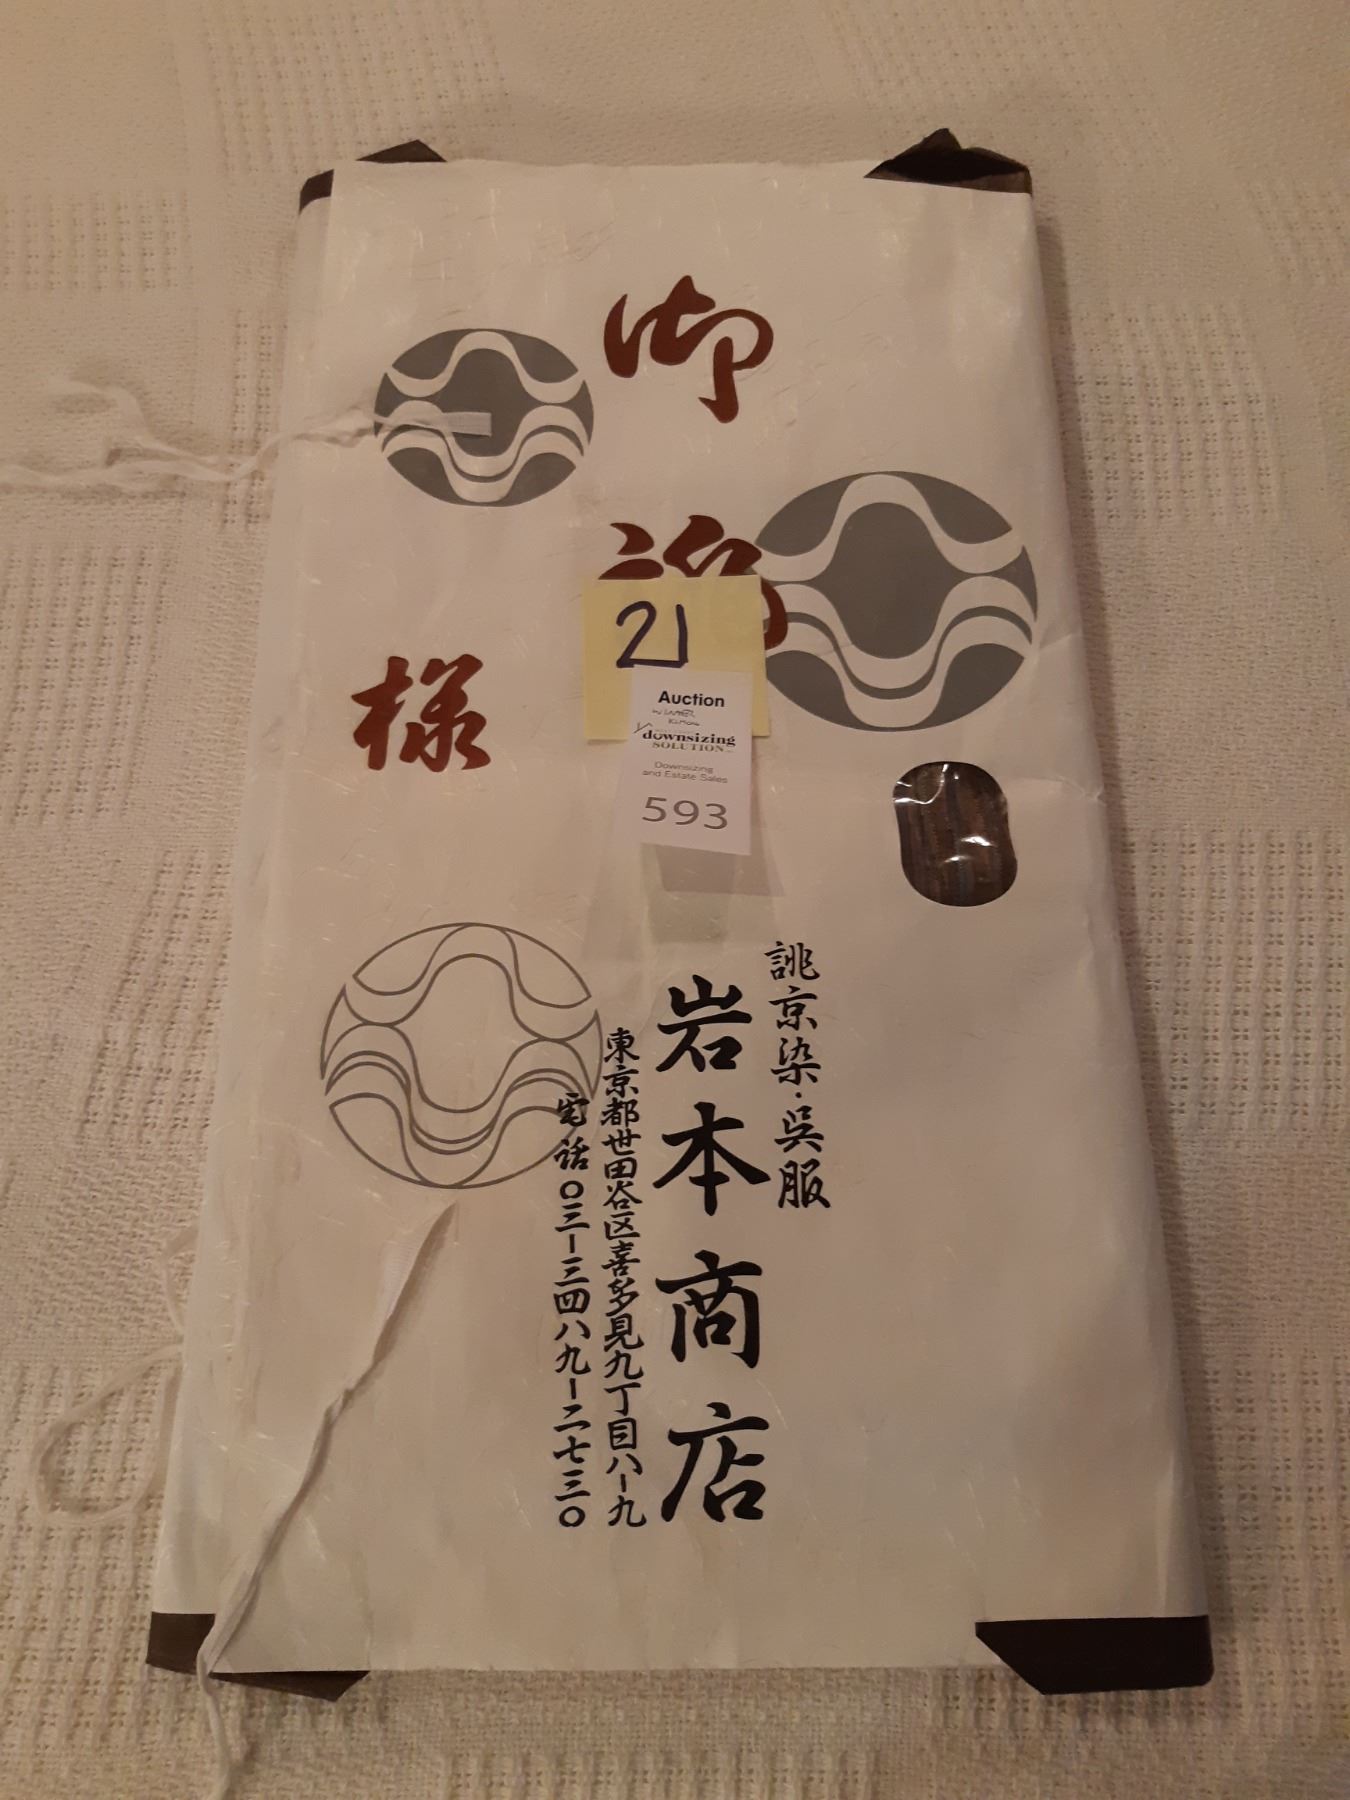 御
様
21
Auction
WINTER
KIMON
downsizing
SOLUTION
Downsizing
and Estate Sales
593
誂京染・呉服
岩本商店
東京都世田谷区喜多見九丁目八ー九
電話〇三ー三四八九ー二七三〇